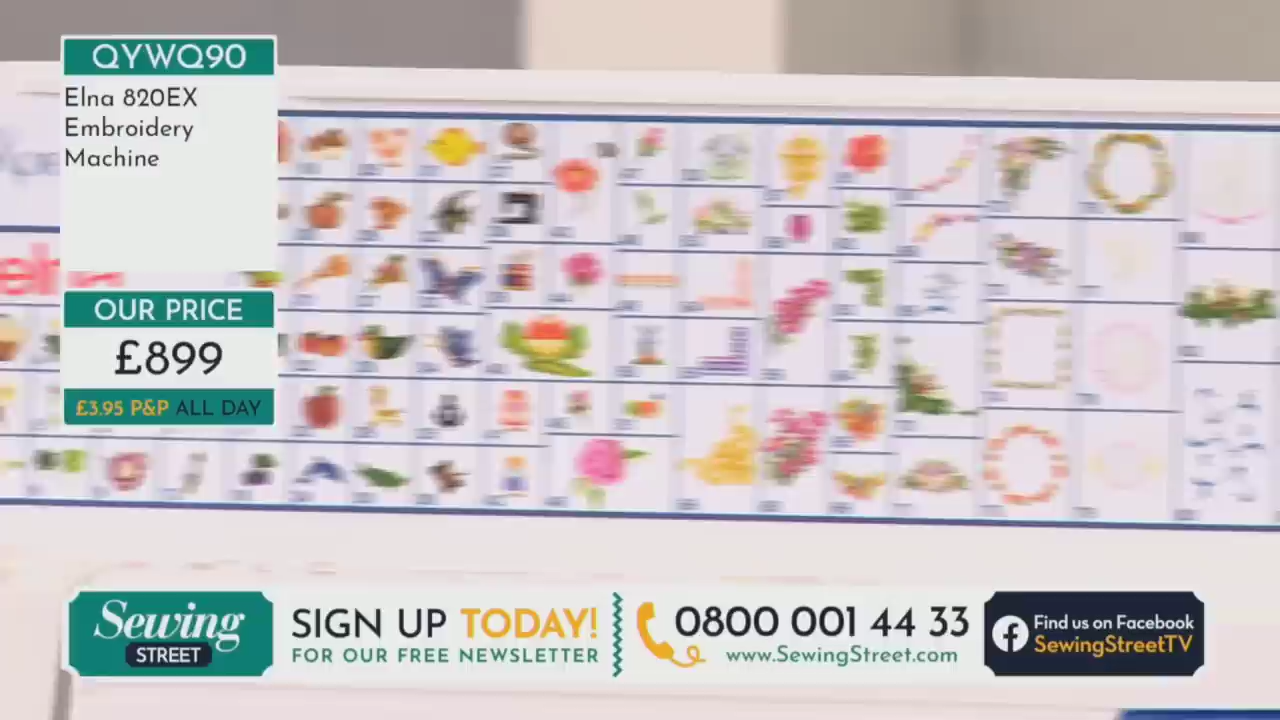 QYWQ90
Elna 820EX
Embroidery
Machine
elna
OUR PRICE
£899
£3.95 P&P ALL DAY
Sewing
STREET
SIGN UP TODAY!
FOR OUR FREE NEWSLETTER
0800 001 44 33
www.SewingStreet.com
Find us on Facebook
SewingStreetTV